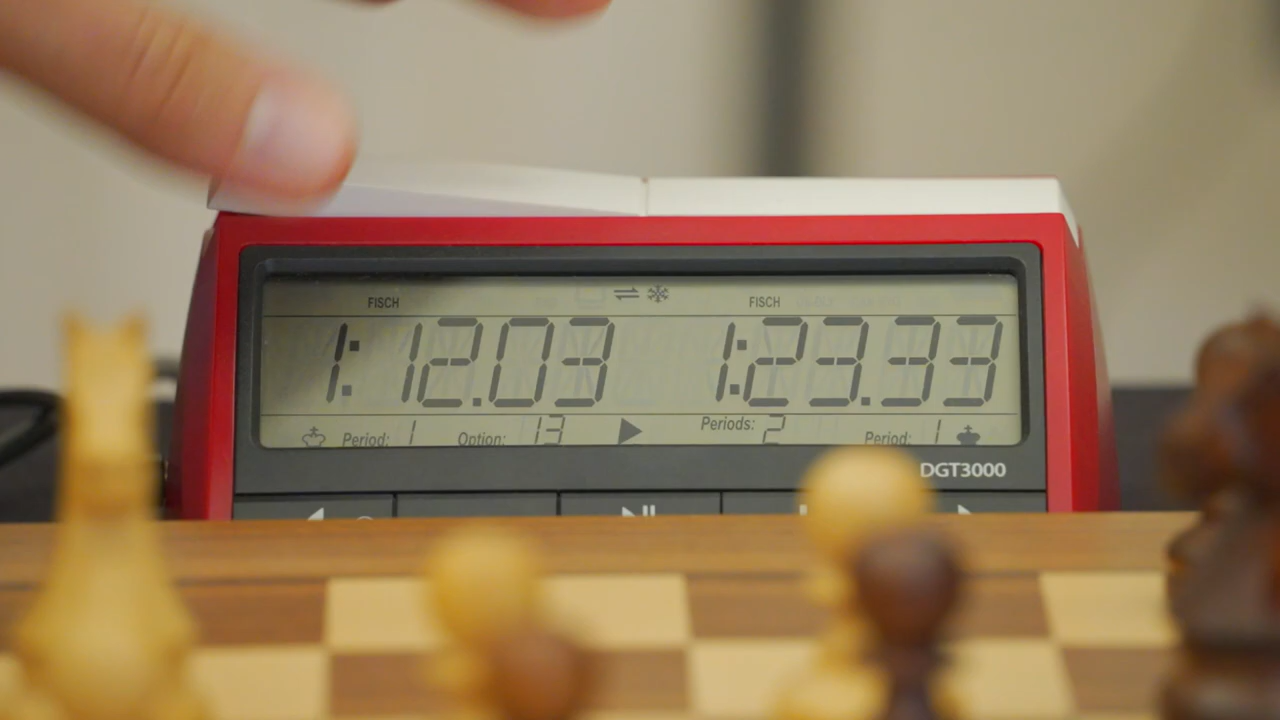 FISCH FISCH
1:12.03 1:23.33
Period: 1 Option: 13 Periods: 2 Period: 1
DGT3000